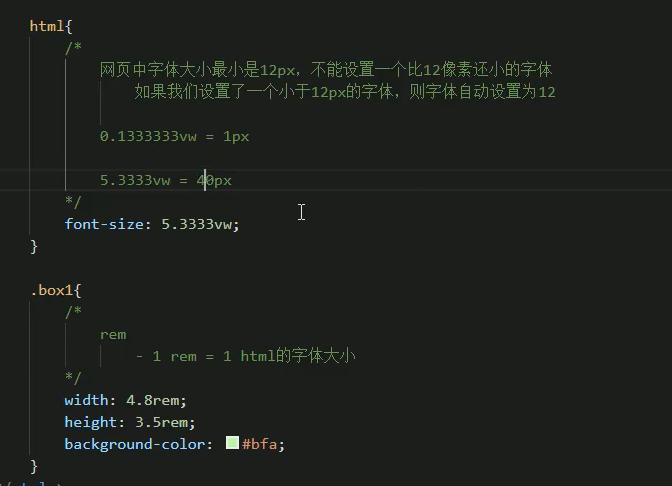 html{
/*
网页中字体大小最小是12px，不能设置一个比12像素还小的字体
如果我们设置了一个小于12px的字体，则字体自动设置为12
0.1333333vw = 1px
5.3333vw = 40px
*/
font-size: 5.3333vw;
}
.box1{
/*
rem
- 1 rem = 1 html的字体大小
*/
width: 4.8rem;
height: 3.5rem;
background-color: #bfa;
}